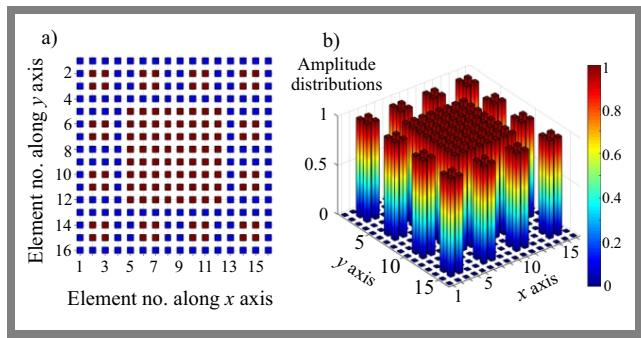 a)
Element no. along y axis
2
4
6
8
10
12
14
16
1 3 5 7 9 11 13 15
Element no. along x axis
b)
Amplitude
distributions
1
0.5
0
5
10
15
y axis
1
5
10
15
x axis
1
0.8
0.6
0.4
0.2
0